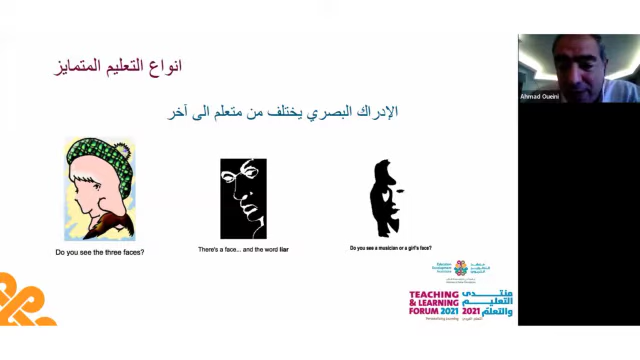 انواع التعليم المتمايز
الإدراك البصري يختلف من متعلم الى آخر
Ahmad Oueini
Do you see the three faces?
There's a face... and the word liar
Do you see a musician or a girl's face?
Education
Development
TEACHING
& LEARNING
FORUM 2021
منتدى
التعليم
والتعلم 2021